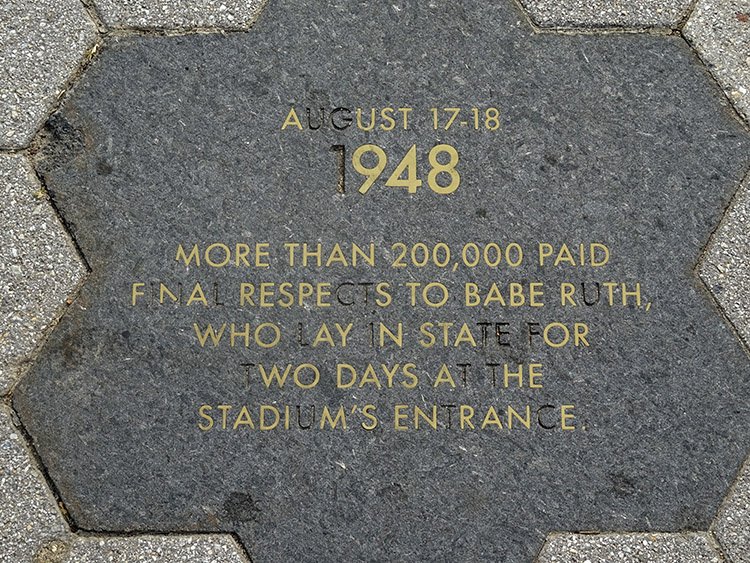 AUGUST 17-18
1948
MORE THAN 200,000 PAID
FINAL RESPECTS TO BABE RUTH,
WHO LAY IN STATE FOR
TWO DAYS AT THE
STADIUM'S ENTRANCE.